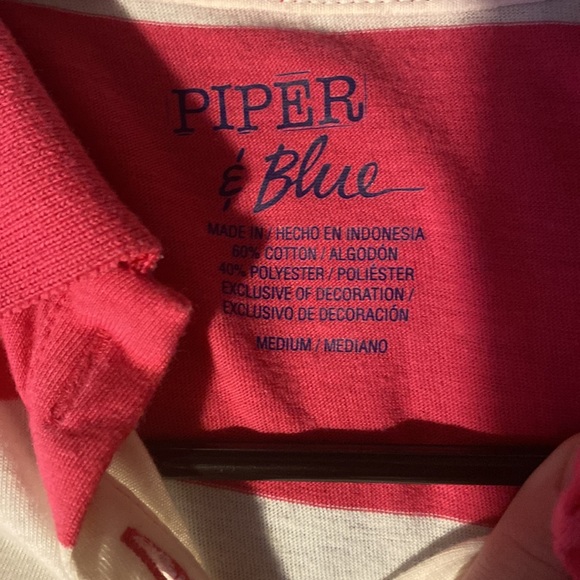 PIPER
& Blue
MADE IN / HECHO EN INDONESIA
60% COTTON / ALGODÓN
40% POLYESTER / POLIÉSTER
EXCLUSIVE OF DECORATION /
EXCLUSIVO DE DECORACIÓN
MEDIUM / MEDIANO